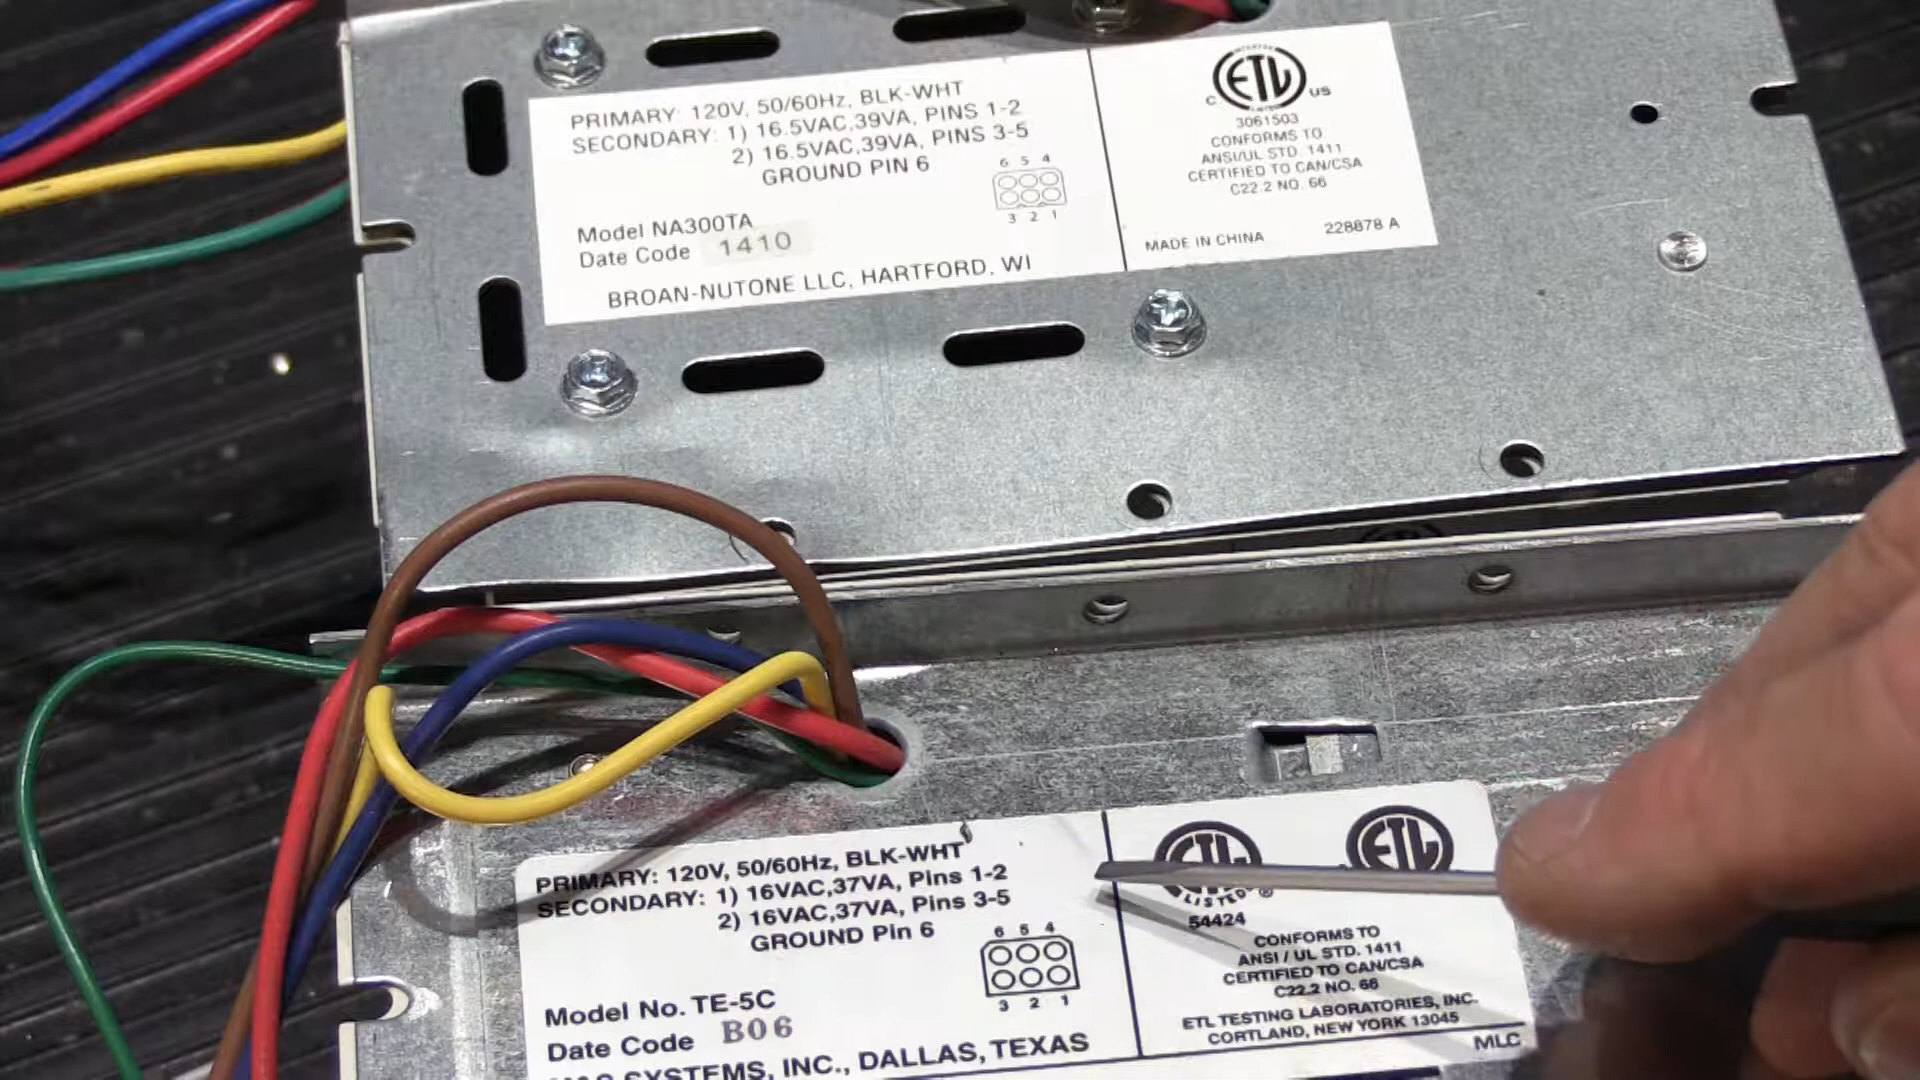 PRIMARY: 120V, 50/60Hz, BLK-WHT
SECONDARY: 1) 16.5VAC,39VA, PINS 1-2
2) 16.5VAC,39VA, PINS 3-5
GROUND PIN 6
6 5 4
3 2 1
Model NA300TA
Date Code 1410
BROAN-NUTONE LLC, HARTFORD, WI
INTERTEK
ETL
C US
LISTED
3061503
CONFORMS TO
ANSI/UL STD. 1411
CERTIFIED TO CAN/CSA
C22.2 NO. 66
MADE IN CHINA 228878 A
PRIMARY: 120V, 50/60Hz, BLK-WHT
SECONDARY: 1) 16VAC,37VA, Pins 1-2
2) 16VAC,37VA, Pins 3-5
GROUND Pin 6
6 5 4
3 2 1
Model No. TE-5C
Date Code B06
SYSTEMS, INC., DALLAS, TEXAS
ETL
LISTED ®
54424
ETL
CONFORMS TO
ANSI / UL STD. 1411
CERTIFIED TO CAN/CSA
C22.2 NO. 66
ETL TESTING LABORATORIES, INC.
CORTLAND, NEW YORK 13045
MLC